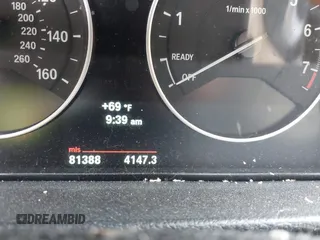 180
200
220
240
260
140
160
+69 °F
9:39 am
mls
81388 4147.3
1/min x1000
1
READY
OFF
6
7
DREAMBID